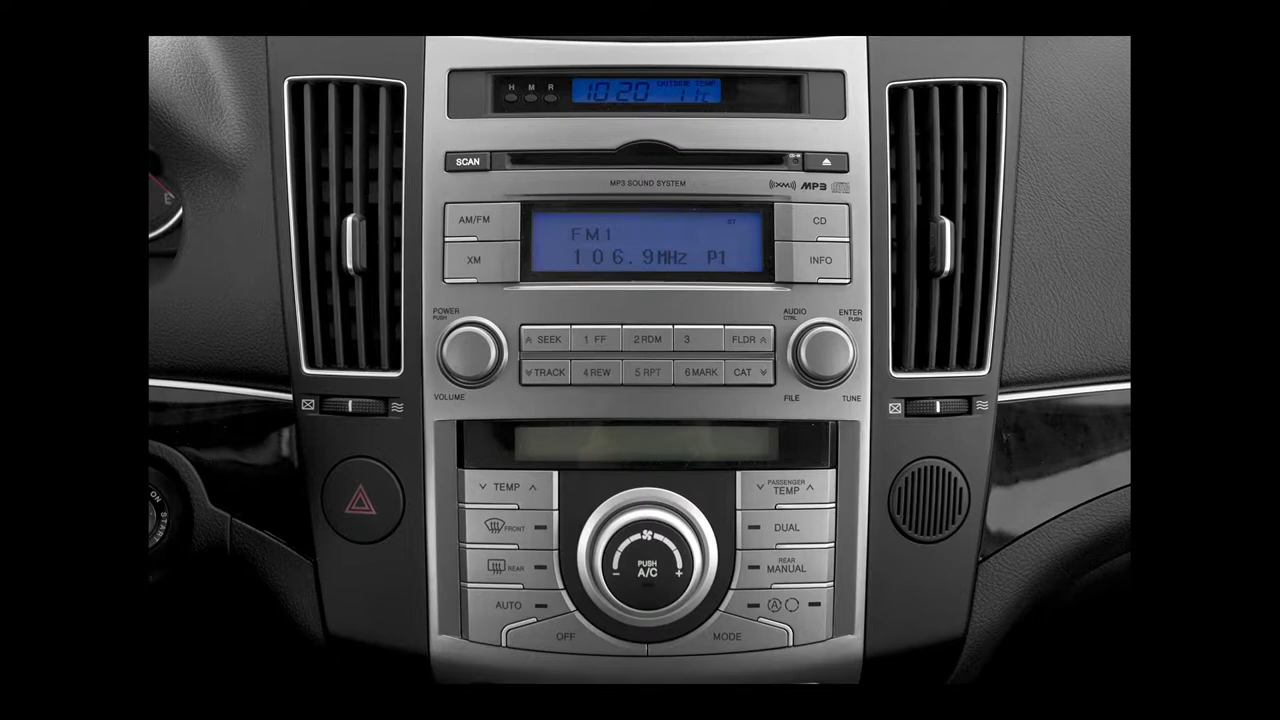 H M R
10:20 OUTSIDE TEMP 11°C
SCAN
CD-IN
MP3 SOUND SYSTEM
XM MP3
AM/FM
ST
CD
FM1
XM
106.9MHz P1
INFO
POWER
PUSH
AUDIO
CTRL
ENTER
PUSH
SEEK 1 FF 2 RDM 3 FLDR
TRACK 4 REW 5 RPT 6 MARK CAT
VOLUME
FILE
TUNE
TEMP
PASSENGER
TEMP
FRONT
DUAL
REAR
REAR
MANUAL
PUSH
A/C
- +
AUTO
A
OFF
MODE
ON
START
E